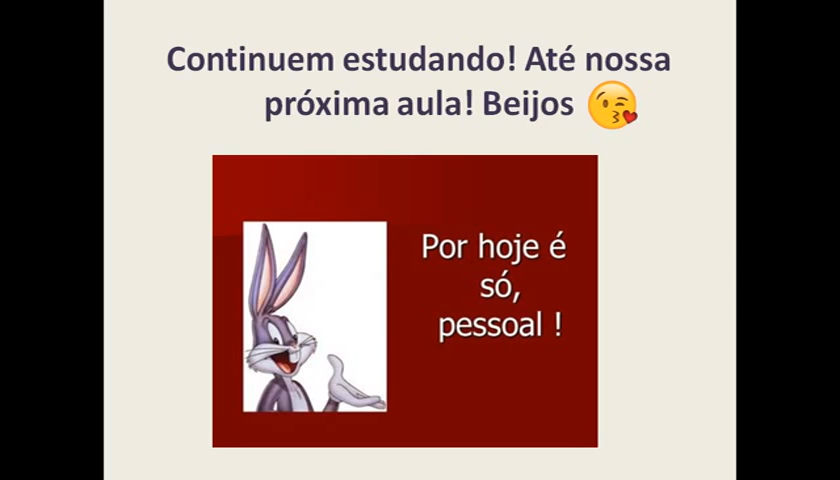 Continuem estudando! Até nossa
próxima aula! Beijos 😘
Por hoje é
só,
pessoal !